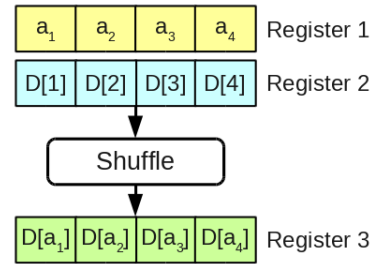 a₁ a₂ a₃ a₄ Register 1
D[1] D[2] D[3] D[4] Register 2
Shuffle
D[a₁] D[a₂] D[a₃] D[a₄] Register 3